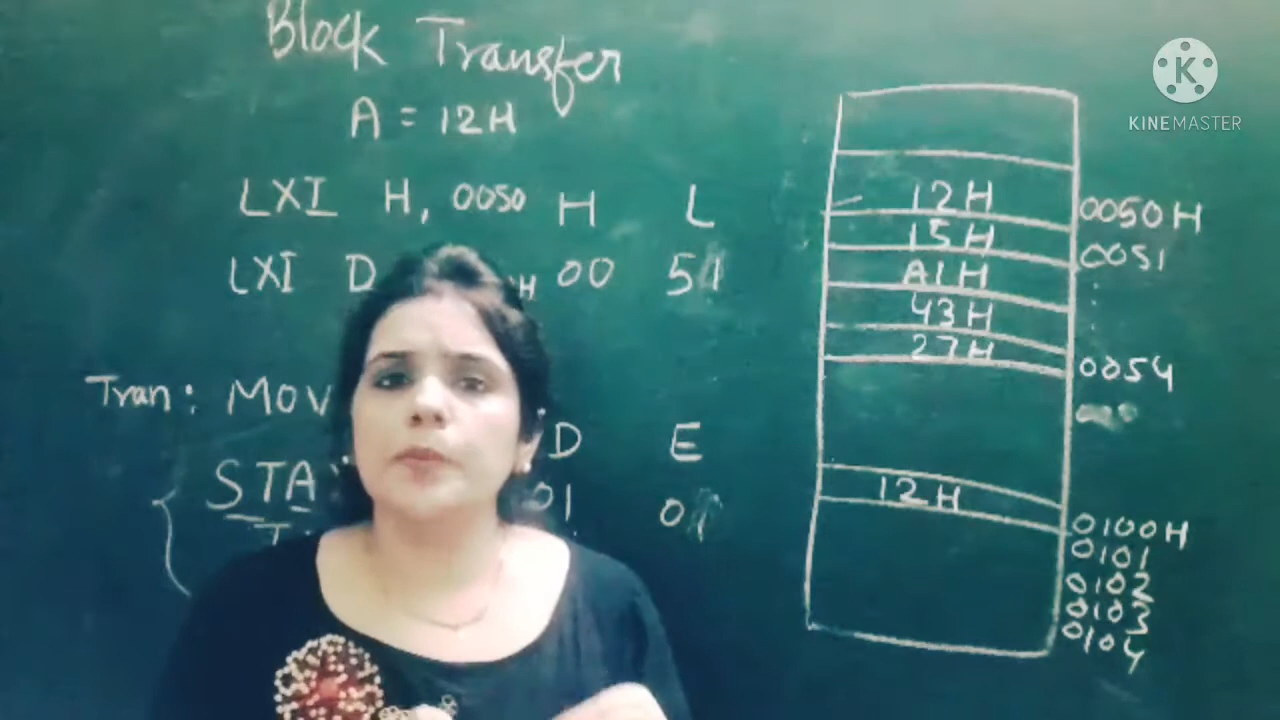 Block Transfer
A = 12H
LXI H, 0050 H L
LXI D H 00 51
Tran: MOV D E
STA 01 01
12H 0050H
15H 0051
A1H
43H
27H 0054
12H 0100H
0101
0102
0103
0104
K
KINEMASTER